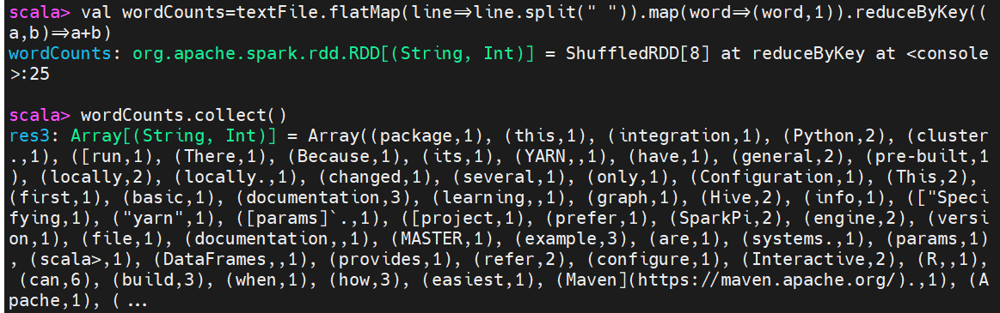 scala> val wordCounts=textFile.flatMap(line⇒line.split(" ")).map(word⇒(word,1)).reduceByKey((
a,b)⇒a+b)
wordCounts: org.apache.spark.rdd.RDD[(String, Int)] = ShuffledRDD[8] at reduceByKey at <console
>:25
scala> wordCounts.collect()
res3: Array[(String, Int)] = Array((package,1), (this,1), (integration,1), (Python,2), (cluster
.,1), ([run,1), (There,1), (Because,1), (its,1), (YARN,,1), (have,1), (general,2), (pre-built,1
), (locally,2), (locally.,1), (changed,1), (several,1), (only,1), (Configuration,1), (This,2),
(first,1), (basic,1), (documentation,3), (learning,,1), (graph,1), (Hive,2), (info,1), (["Speci
fying,1), ("yarn",1), ([params]`.,1), ([project,1), (prefer,1), (SparkPi,2), (engine,2), (versi
on,1), (file,1), (documentation,,1), (MASTER,1), (example,3), (are,1), (systems.,1), (params,1)
, (scala>,1), (DataFrames,,1), (provides,1), (refer,2), (configure,1), (Interactive,2), (R,,1),
(can,6), (build,3), (when,1), (how,3), (easiest,1), (Maven](https://maven.apache.org/).,1), (A
pache,1), (...